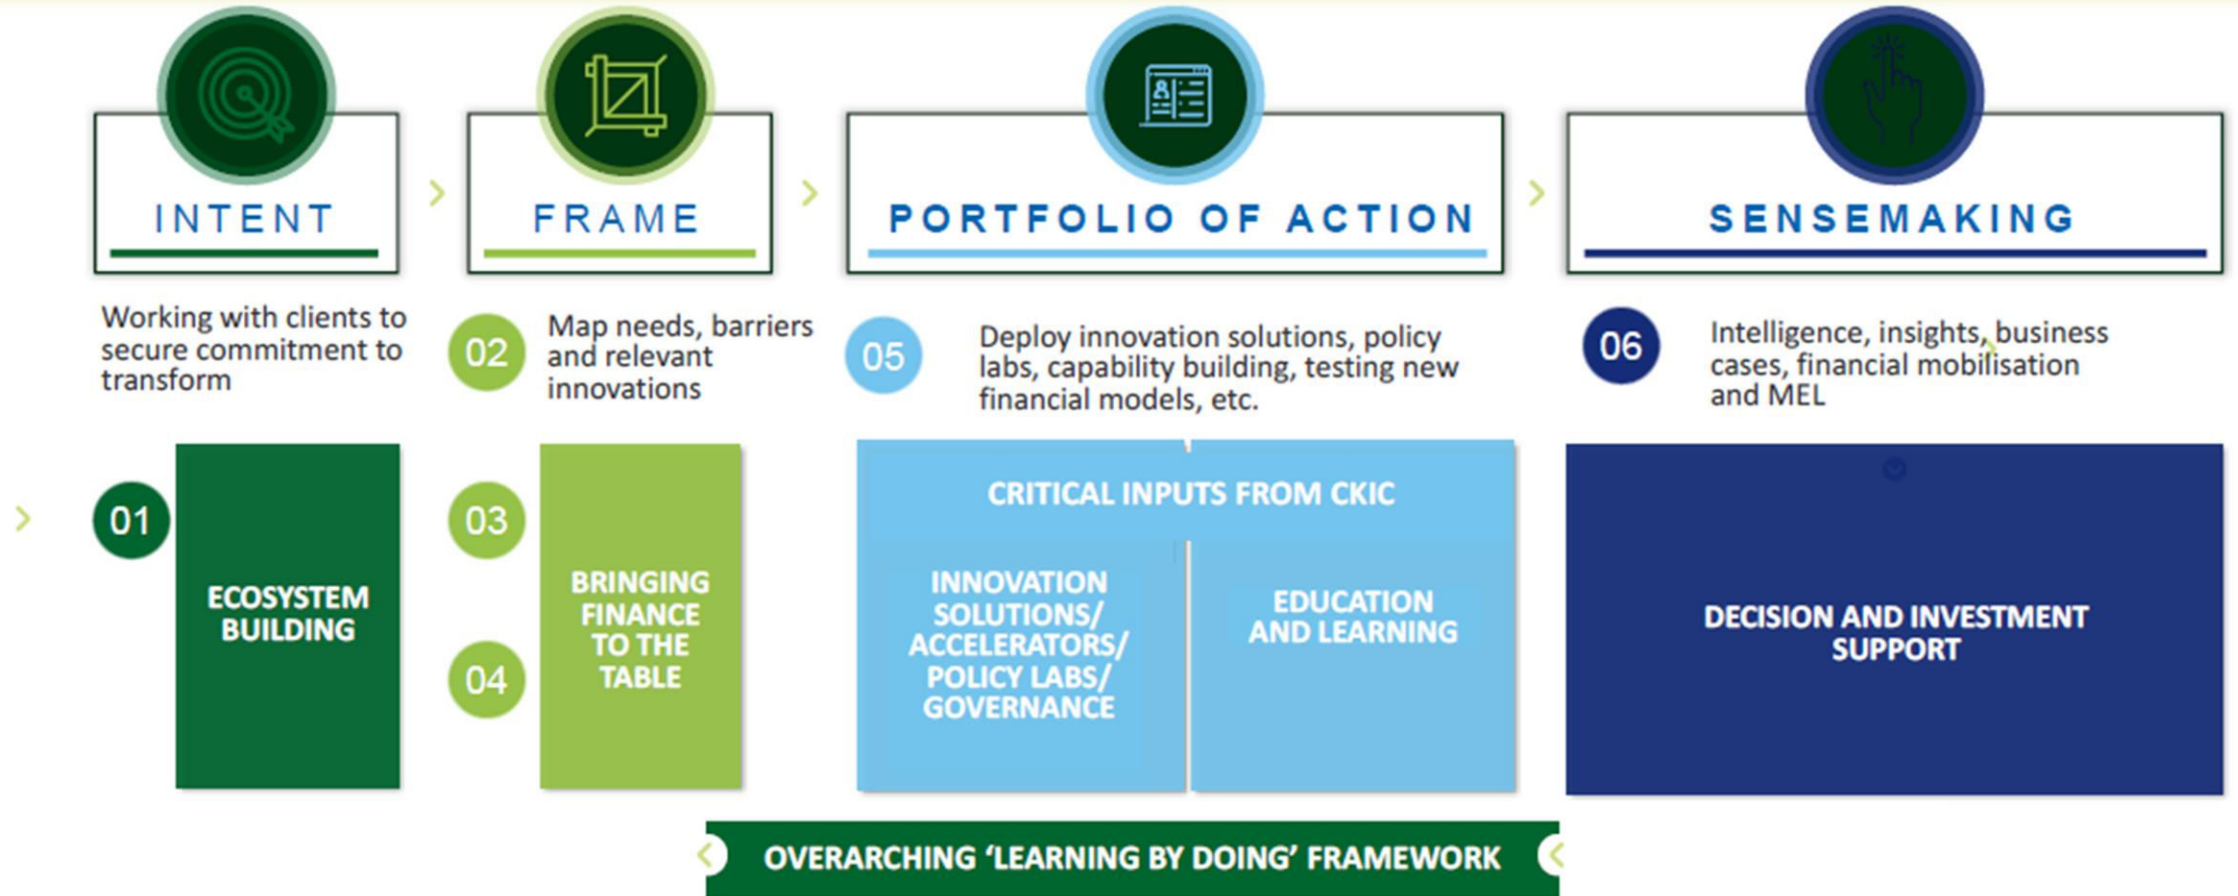 INTENT
Working with clients to
secure commitment to
transform
01
ECOSYSTEM
BUILDING
FRAME
02
Map needs, barriers
and relevant
innovations
03
04
BRINGING
FINANCE
TO THE
TABLE
PORTFOLIO OF ACTION
05
Deploy innovation solutions, policy
labs, capability building, testing new
financial models, etc.
CRITICAL INPUTS FROM CKIC
INNOVATION
SOLUTIONS/
ACCELERATORS/
POLICY LABS/
GOVERNANCE
EDUCATION
AND LEARNING
SENSEMAKING
06
Intelligence, insights, business
cases, financial mobilisation
and MEL
DECISION AND INVESTMENT
SUPPORT
OVERARCHING ‘LEARNING BY DOING’ FRAMEWORK